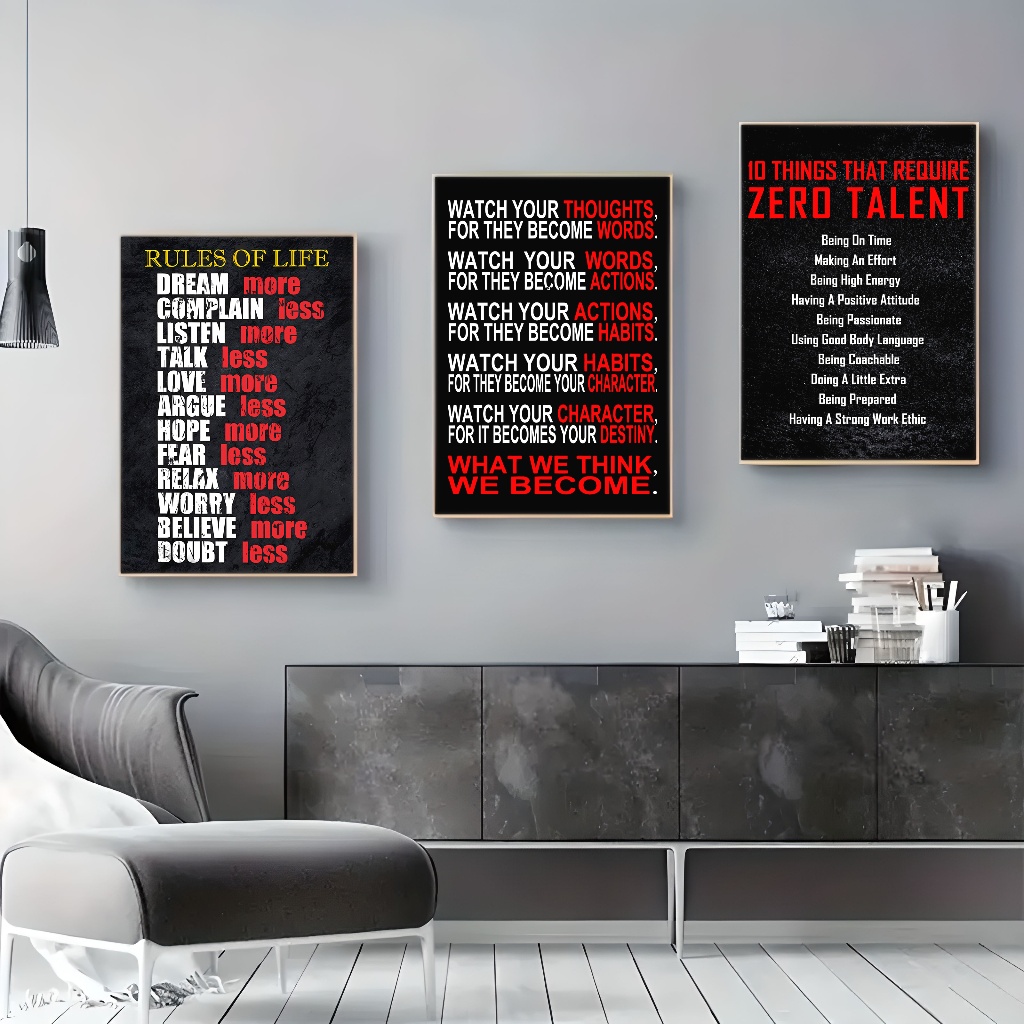 RULES OF LIFE
DREAM more
COMPLAIN less
LISTEN more
TALK less
LOVE more
ARGUE less
HOPE more
FEAR less
RELAX more
WORRY less
BELIEVE more
DOUBT less
WATCH YOUR THOUGHTS,
FOR THEY BECOME WORDS.
WATCH YOUR WORDS,
FOR THEY BECOME ACTIONS.
WATCH YOUR ACTIONS,
FOR THEY BECOME HABITS.
WATCH YOUR HABITS,
FOR THEY BECOME YOUR CHARACTER.
WATCH YOUR CHARACTER,
FOR IT BECOMES YOUR DESTINY.
WHAT WE THINK,
WE BECOME.
10 THINGS THAT REQUIRE
ZERO TALENT
Being On Time
Making An Effort
Being High Energy
Having A Positive Attitude
Being Passionate
Using Good Body Language
Being Coachable
Doing A Little Extra
Being Prepared
Having A Strong Work Ethic